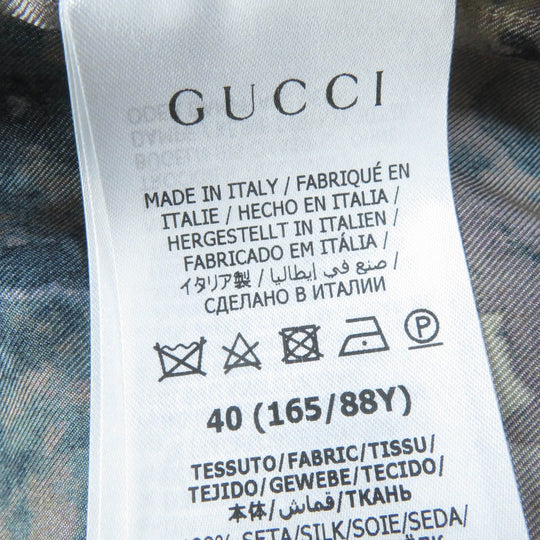 GUCCI
MADE IN ITALY / FABRIQUÉ EN
ITALIE / HECHO EN ITALIA /
HERGESTELLT IN ITALIEN /
FABRICADO EM ITÁLIA /
イタリア製 / صنع في إيطاليا /
СДЕЛАНО В ИТАЛИИ
P
40 (165/88Y)
TESSUTO/FABRIC/TISSU/
TEJIDO/GEWEBE/TECIDO/
本体/قماش/ТКАНЬ
100% SETA/SILK/SOIE/SEDA/